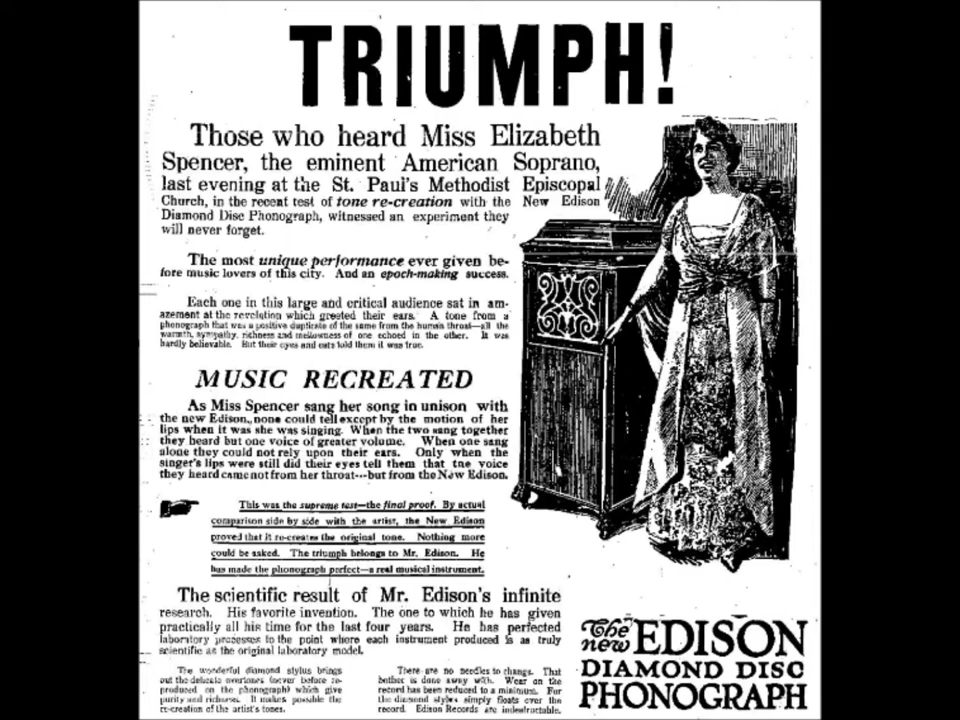 TRIUMPH!
Those who heard Miss Elizabeth
Spencer, the eminent American Soprano,
last evening at the St. Paul's Methodist Episcopal
Church, in the recent test of tone re-creation with the New Edison
Diamond Disc Phonograph, witnessed an experiment they
will never forget.
The most unique performance ever given be-
fore music lovers of this city. And an epoch-making success.
Each one in this large and critical audience sat in am-
azement at the revelution which greeted their ears. A tone from a
phonograph that was a positive duplicate of the same from the human throat—all the
warmth, sympathy, richness and mellowness of one echoed in the other. It was
hardly believable. But their eyes and ears told them it was true.
MUSIC RECREATED
As Miss Spencer sang her song in unison with
the new Edison, none could tell except by the motion of her
lips when it was she was singing. When the two sang together
they heard but one voice of greater volume. When one sang
alone they could not rely upon their ears. Only when the
singer's lips were still did their eyes tell them that tne voice
they heard came not from her throat---but from the New Edison.
This was the supreme test—the final proof. By actual
comparison side by side with the artist, the New Edison
proved that it re-creates the original tone. Nothing more
could be asked. The triumph belongs to Mr. Edison. He
has made the phonograph perfect—a real musical instrument.
The scientific result of Mr. Edison's infinite
research. His favorite invention. The one to which he has given
practically all his time for the last four years. He has perfected
laboratory processes to the point where each instrument produced is as truly
scientific as the original laboratory model.
The wonderful diamond stylus brings
out the delicate overtones (never before re-
produced on the phonograph) which give
purity and richness. It makes possible the
re-creation of the artist's tones.
There are no needles to change. That
bother is done away with. Wear on the
record has been reduced to a minimum. For
the diamond stylus simply floats over the
record. Edison Records are indestructable.
The new EDISON
DIAMOND DISC
PHONOGRAPH